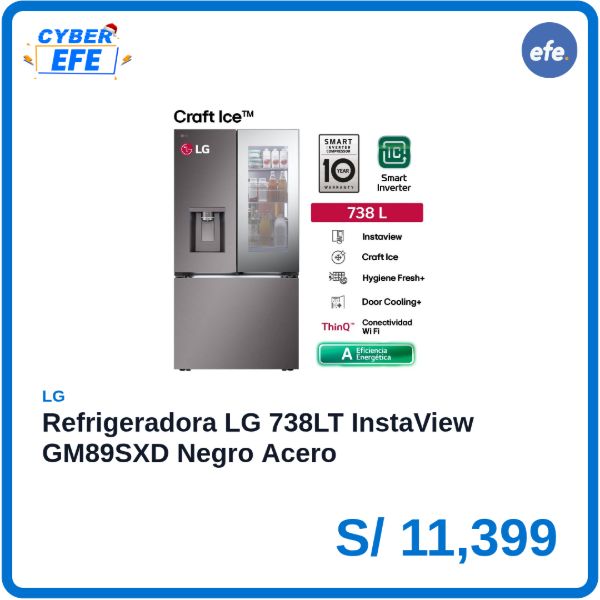 CYBER
EFE
efe.
Craft Ice™
LG
SMART
INVERTER
COMPRESSOR
10
YEAR
WARRANTY
Smart
Inverter
738 L
Instaview
Craft Ice
Hygiene Fresh+
Door Cooling+
ThinQ™ Conectividad
Wi Fi
A Eficiencia
Energética
LG
Refrigeradora LG 738LT InstaView
GM89SXD Negro Acero
S/ 11,399